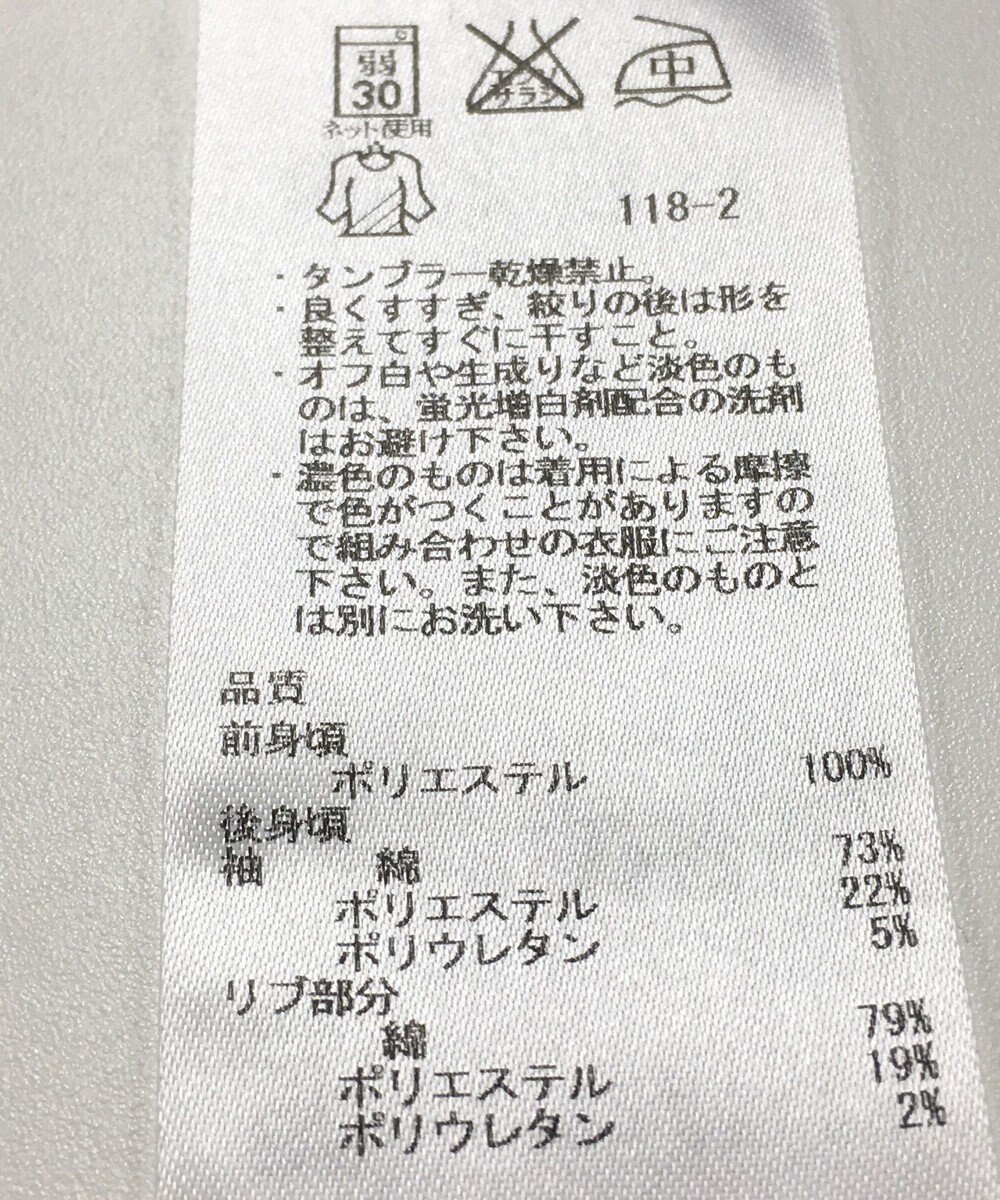 弱
30
ネット使用
エンソ
サラシ
中
118-2
・タンブラー乾燥禁止。
・良くすすぎ、絞りの後は形を
整えてすぐに干すこと。
・オフ白や生成りなど淡色のも
のは、蛍光増白剤配合の洗剤
はお避け下さい。
・濃色のものは着用による摩擦
で色がつくことがありますの
で組み合わせの衣服にご注意
下さい。また、淡色のものと
は別にお洗い下さい。
品質
前身頃
ポリエステル 100%
後身頃
袖 綿 73%
ポリエステル 22%
ポリウレタン 5%
リブ部分
綿 79%
ポリエステル 19%
ポリウレタン 2%